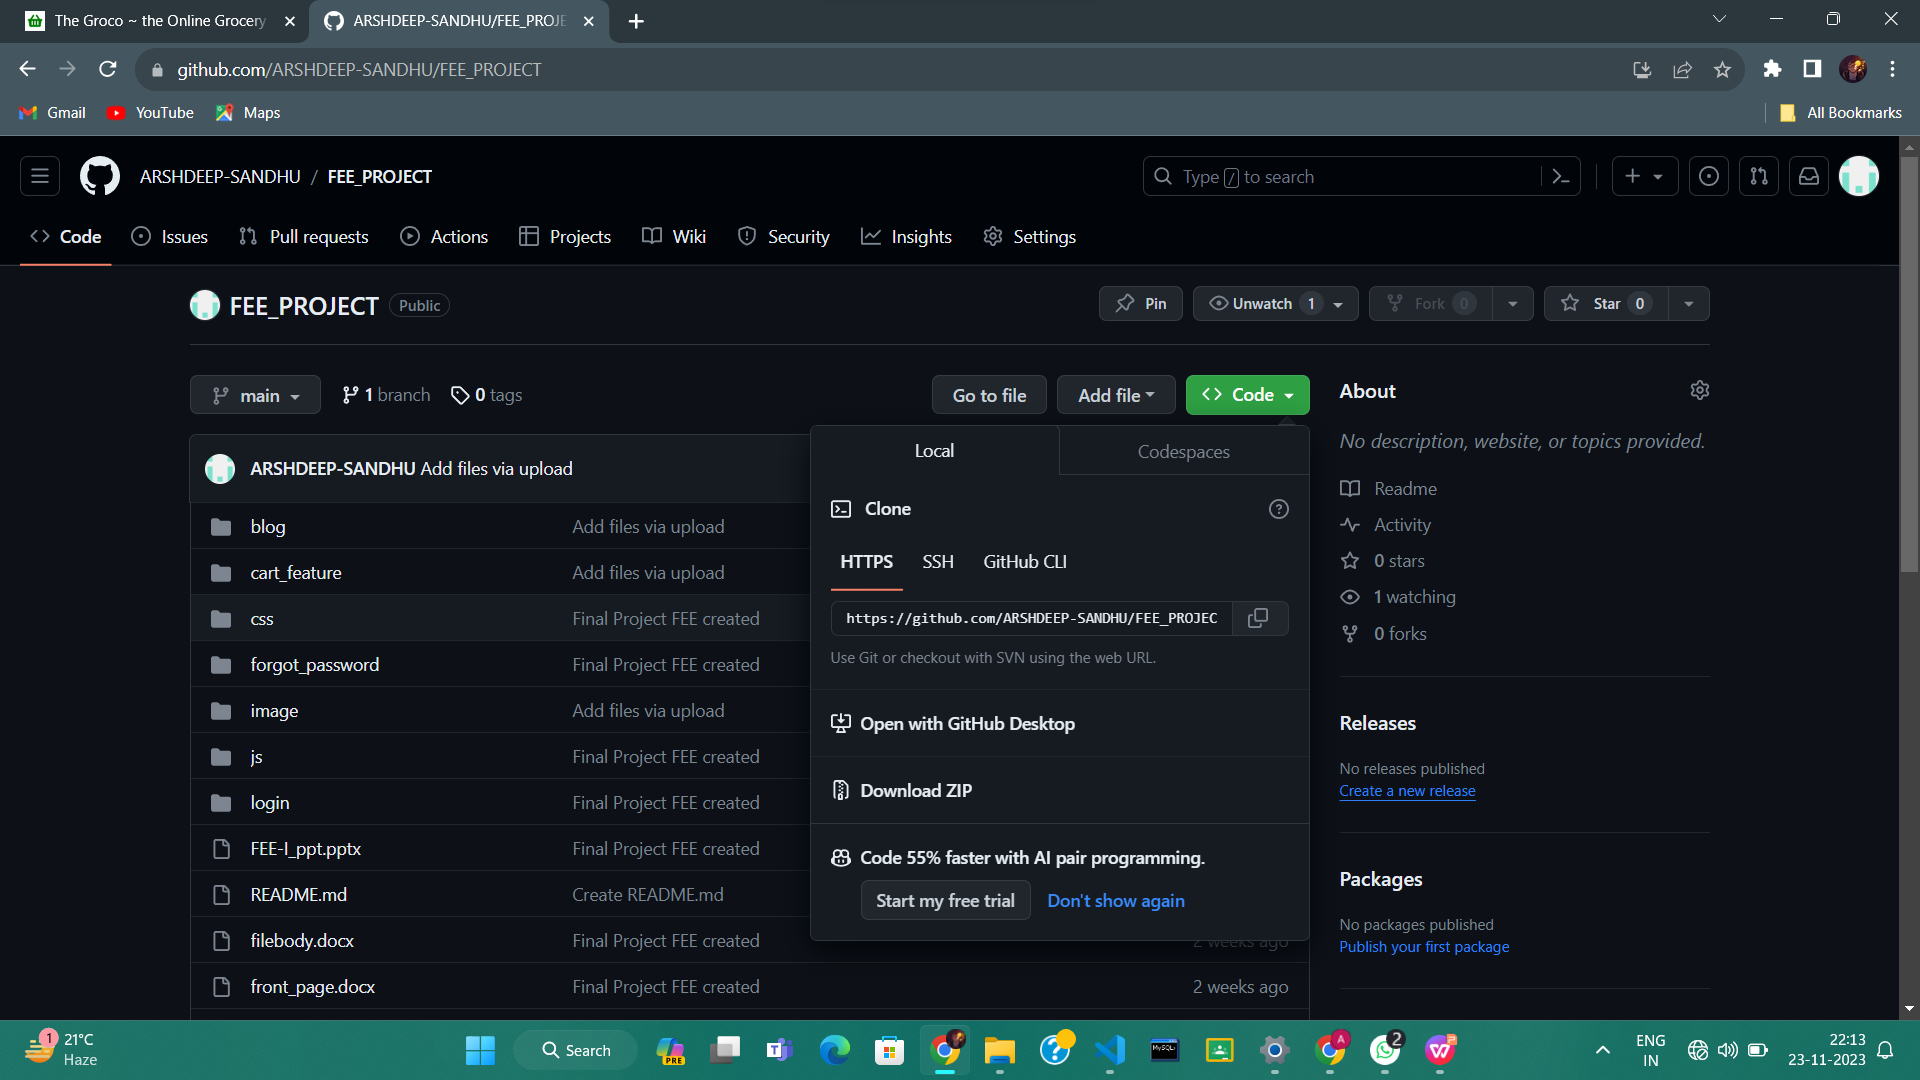 The Groco ~ the Online Grocery
ARSHDEEP-SANDHU/FEE_PROJE
github.com/ARSHDEEP-SANDHU/FEE_PROJECT
Gmail YouTube Maps All Bookmarks
ARSHDEEP-SANDHU / FEE_PROJECT
Type / to search
Code Issues Pull requests Actions Projects Wiki Security Insights Settings
FEE_PROJECT Public
Pin Unwatch 1 Fork 0 Star 0
main 1 branch 0 tags
Go to file Add file Code
ARSHDEEP-SANDHU Add files via upload
blog Add files via upload
cart_feature Add files via upload
css Final Project FEE created
forgot_password Final Project FEE created
image Add files via upload
js Final Project FEE created
login Final Project FEE created
FEE-I_ppt.pptx Final Project FEE created
README.md Create README.md
filebody.docx Final Project FEE created 2 weeks ago
front_page.docx Final Project FEE created 2 weeks ago
Local Codespaces
Clone
HTTPS SSH GitHub CLI
https://github.com/ARSHDEEP-SANDHU/FEE_PROJEC
Use Git or checkout with SVN using the web URL.
Open with GitHub Desktop
Download ZIP
Code 55% faster with AI pair programming.
Start my free trial Don't show again
About
No description, website, or topics provided.
Readme
Activity
0 stars
1 watching
0 forks
Releases
No releases published
Create a new release
Packages
No packages published
Publish your first package
1 21°C
Haze
Search
PRE
MySQL
A
2
ENG
IN
22:13
23-11-2023